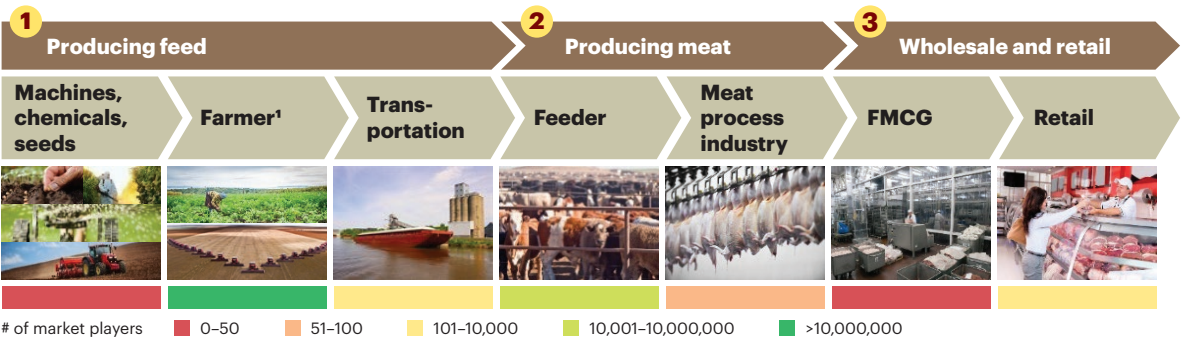 1
2
3
Producing feed
Producing meat
Wholesale and retail
Machines,
chemicals,
seeds
Farmer¹
Trans-
portation
Feeder
Meat
process
industry
FMCG
Retail
# of market players
0–50
51–100
101–10,000
10,001–10,000,000
>10,000,000